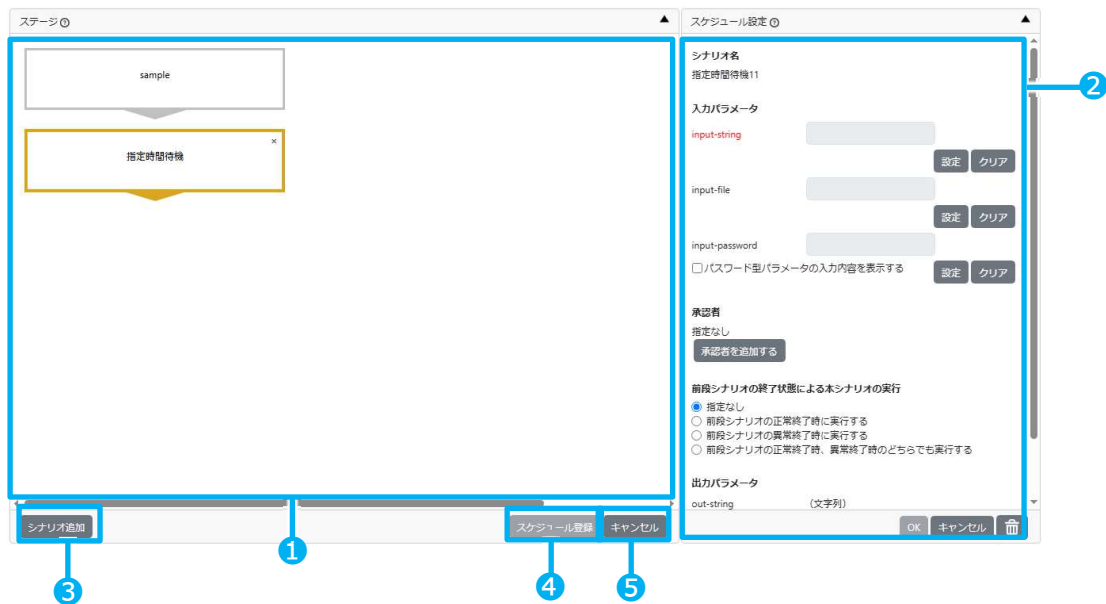 ステージ
スケジュール設定
sample
指定時間待機
シナリオ名
指定時間待機11
入力パラメータ
input-string
設定 クリア
input-file
設定 クリア
input-password
パスワード型パラメータの入力内容を表示する
設定 クリア
承認者
指定なし
承認者を追加する
前段シナリオの終了状態による本シナリオの実行
指定なし
前段シナリオの正常終了時に実行する
前段シナリオの異常終了時に実行する
前段シナリオの正常終了時、異常終了時のどちらでも実行する
出力パラメータ
out-string （文字列）
シナリオ追加
スケジュール登録
キャンセル
OK キャンセル
1
2
3
4
5